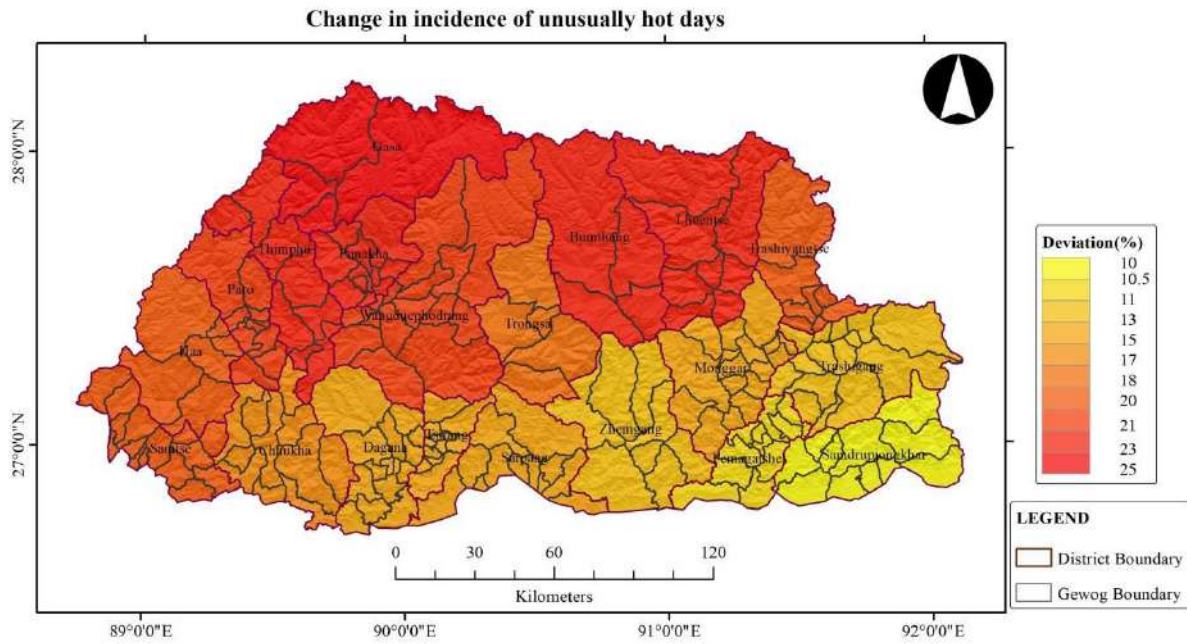 Change in incidence of unusually hot days
28°0'0"N
27°0'0"N
Gasa
Bumthang
Lhuentse
Trashiyangtse
Thimphu
Punakha
Paro
Wangduephodrang
Trongsa
Haa
Monggar
Trashigang
Samtse
Chhukha
Dagana
Tsirang
Sarpang
Zhemgang
Pemagatshel
Samdrupjongkhar
Deviation(%)
10
10.5
11
13
15
17
18
20
21
23
25
LEGEND
District Boundary
Gewog Boundary
0 30 60 120
Kilometers
89°0'0"E 90°0'0"E 91°0'0"E 92°0'0"E